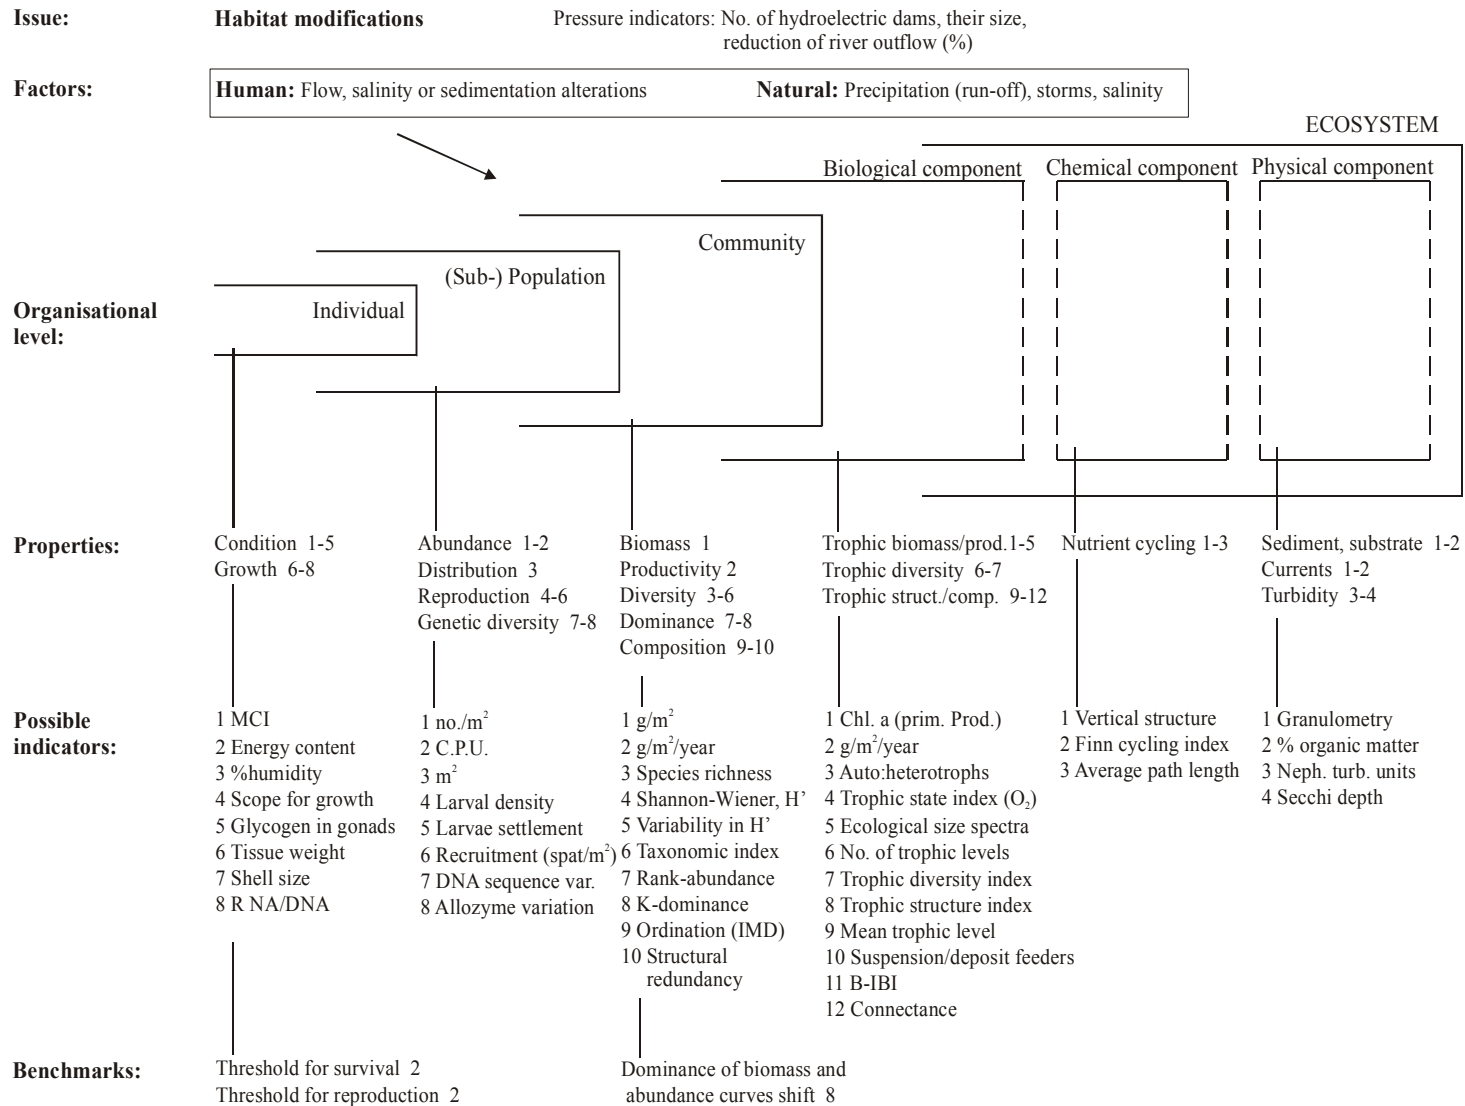 Issue: Habitat modifications Pressure indicators: No. of hydroelectric dams, their size,
reduction of river outflow (%)
Factors: Human: Flow, salinity or sedimentation alterations Natural: Precipitation (run-off), storms, salinity
ECOSYSTEM
Biological component Chemical component Physical component
Community
(Sub-) Population
Individual
Organisational
level:
Properties:
Condition 1-5
Growth 6-8
Abundance 1-2
Distribution 3
Reproduction 4-6
Genetic diversity 7-8
Biomass 1
Productivity 2
Diversity 3-6
Dominance 7-8
Composition 9-10
Trophic biomass/prod.1-5
Trophic diversity 6-7
Trophic struct./comp. 9-12
Nutrient cycling 1-3
Sediment, substrate 1-2
Currents 1-2
Turbidity 3-4
Possible
indicators:
1 MCI
2 Energy content
3 %humidity
4 Scope for growth
5 Glycogen in gonads
6 Tissue weight
7 Shell size
8 R NA/DNA
1 no./m²
2 C.P.U.
3 m²
4 Larval density
5 Larvae settlement
6 Recruitment (spat/m²)
7 DNA sequence var.
8 Allozyme variation
1 g/m²
2 g/m²/year
3 Species richness
4 Shannon-Wiener, H’
5 Variability in H’
6 Taxonomic index
7 Rank-abundance
8 K-dominance
9 Ordination (IMD)
10 Structural
redundancy
1 Chl. a (prim. Prod.)
2 g/m²/year
3 Auto:heterotrophs
4 Trophic state index (O₂)
5 Ecological size spectra
6 No. of trophic levels
7 Trophic diversity index
8 Trophic structure index
9 Mean trophic level
10 Suspension/deposit feeders
11 B-IBI
12 Connectance
1 Vertical structure
2 Finn cycling index
3 Average path length
1 Granulometry
2 % organic matter
3 Neph. turb. units
4 Secchi depth
Benchmarks:
Threshold for survival 2
Threshold for reproduction 2
Dominance of biomass and
abundance curves shift 8